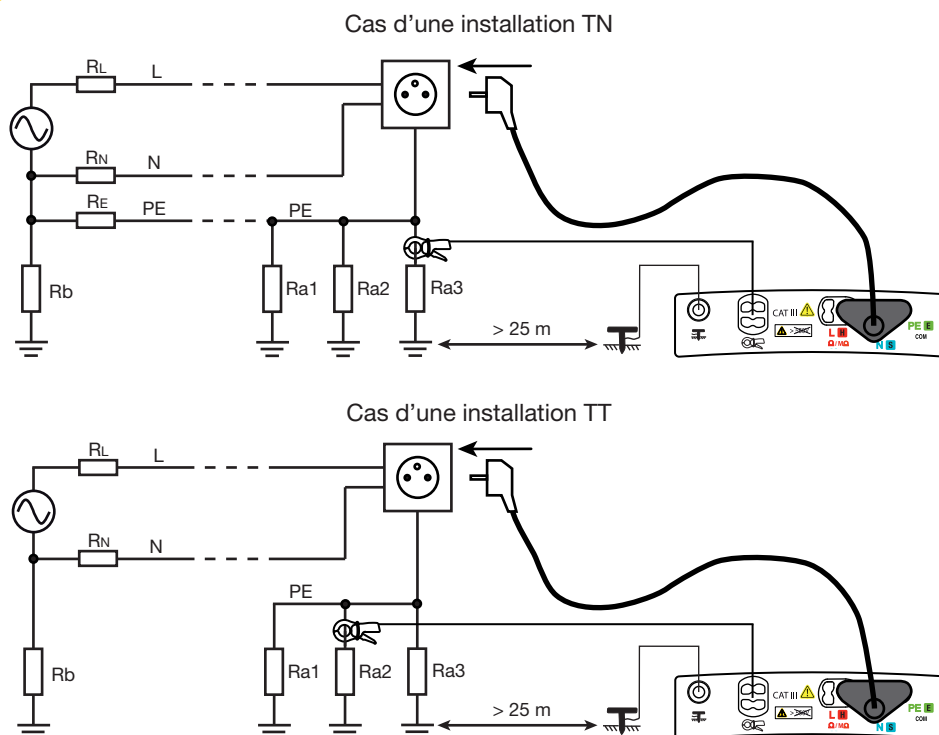 Cas d'une installation TN
RL L
RN N
RE PE PE
Rb Ra1 Ra2 Ra3
> 25 m
CAT III
L H
Ω/MΩ
N S
PE E
COM
Cas d'une installation TT
RL L
RN N
PE
Rb Ra1 Ra2 Ra3
> 25 m
CAT III
L H
Ω/MΩ
N S
PE E
COM